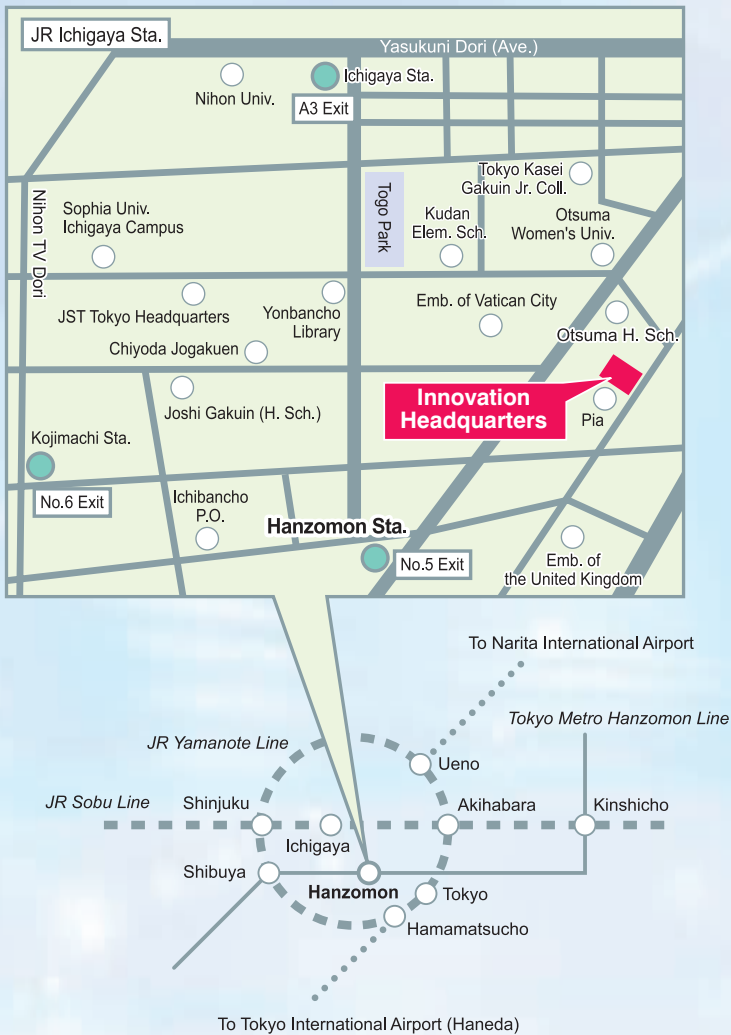 JR Ichigaya Sta.
Yasukuni Dori (Ave.)
Nihon Univ.
Ichigaya Sta.
A3 Exit
Nihon TV Dori
Sophia Univ.
Ichigaya Campus
Togo Park
Kudan
Elem. Sch.
Tokyo Kasei
Gakuin Jr. Coll.
Otsuma
Women's Univ.
JST Tokyo Headquarters
Yonbancho
Library
Emb. of Vatican City
Otsuma H. Sch.
Chiyoda Jogakuen
Joshi Gakuin (H. Sch.)
Innovation
Headquarters
Pia
Kojimachi Sta.
No.6 Exit
Ichibancho
P.O.
Hanzomon Sta.
No.5 Exit
Emb. of
the United Kingdom
To Narita International Airport
Tokyo Metro Hanzomon Line
JR Yamanote Line
Ueno
JR Sobu Line
Shinjuku
Ichigaya
Akihabara
Kinshicho
Shibuya
Hanzomon
Tokyo
Hamamatsucho
To Tokyo International Airport (Haneda)